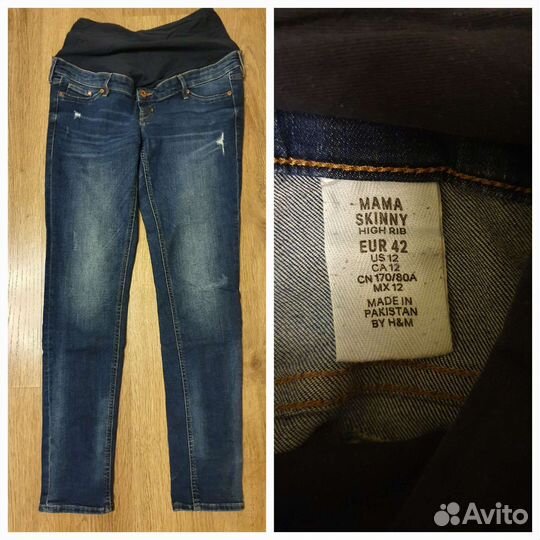 MAMA
SKINNY
HIGH RIB
EUR 42
US 12
CA 12
CN 170/80A
MX 12
MADE IN
PAKISTAN
BY H&M
Avito